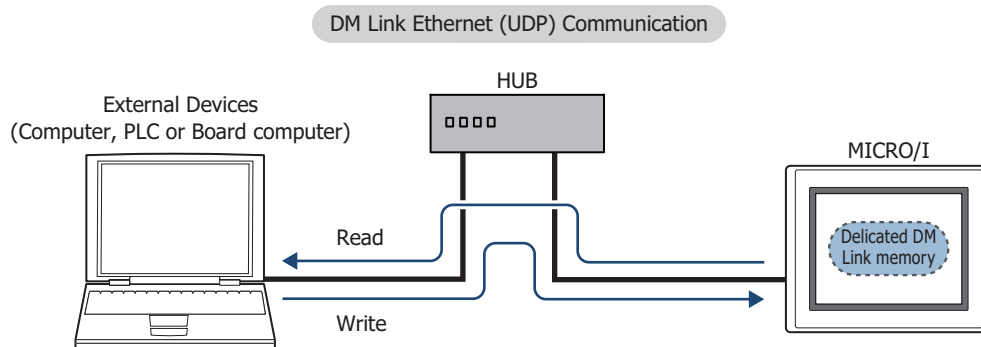 DM Link Ethernet (UDP) Communication
HUB
External Devices
(Computer, PLC or Board computer)
MICRO/I
Read
Delicated DM
Link memory
Write